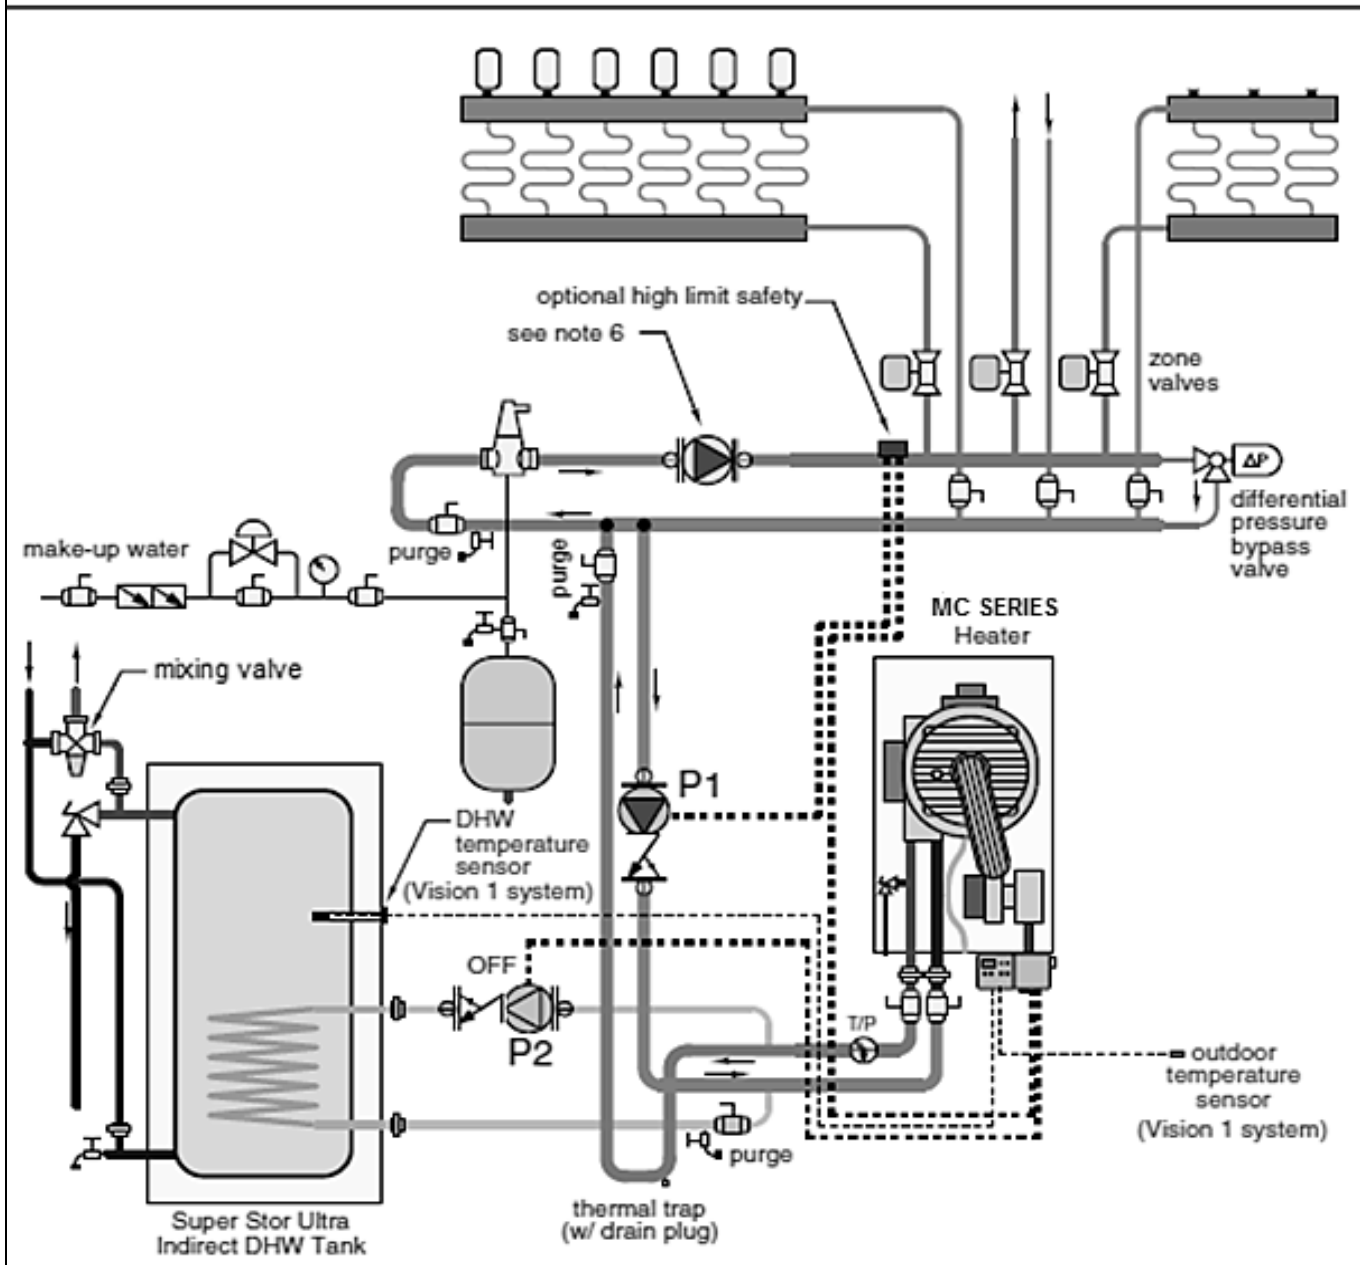 optional high limit safety
see note 6
zone
valves
ΔP
differential
pressure
bypass
valve
purge
purge
make-up water
MC SERIES
Heater
mixing valve
P1
DHW
temperature
sensor
(Vision 1 system)
OFF
P2
T/P
outdoor
temperature
sensor
(Vision 1 system)
purge
thermal trap
(w/ drain plug)
Super Stor Ultra
Indirect DHW Tank